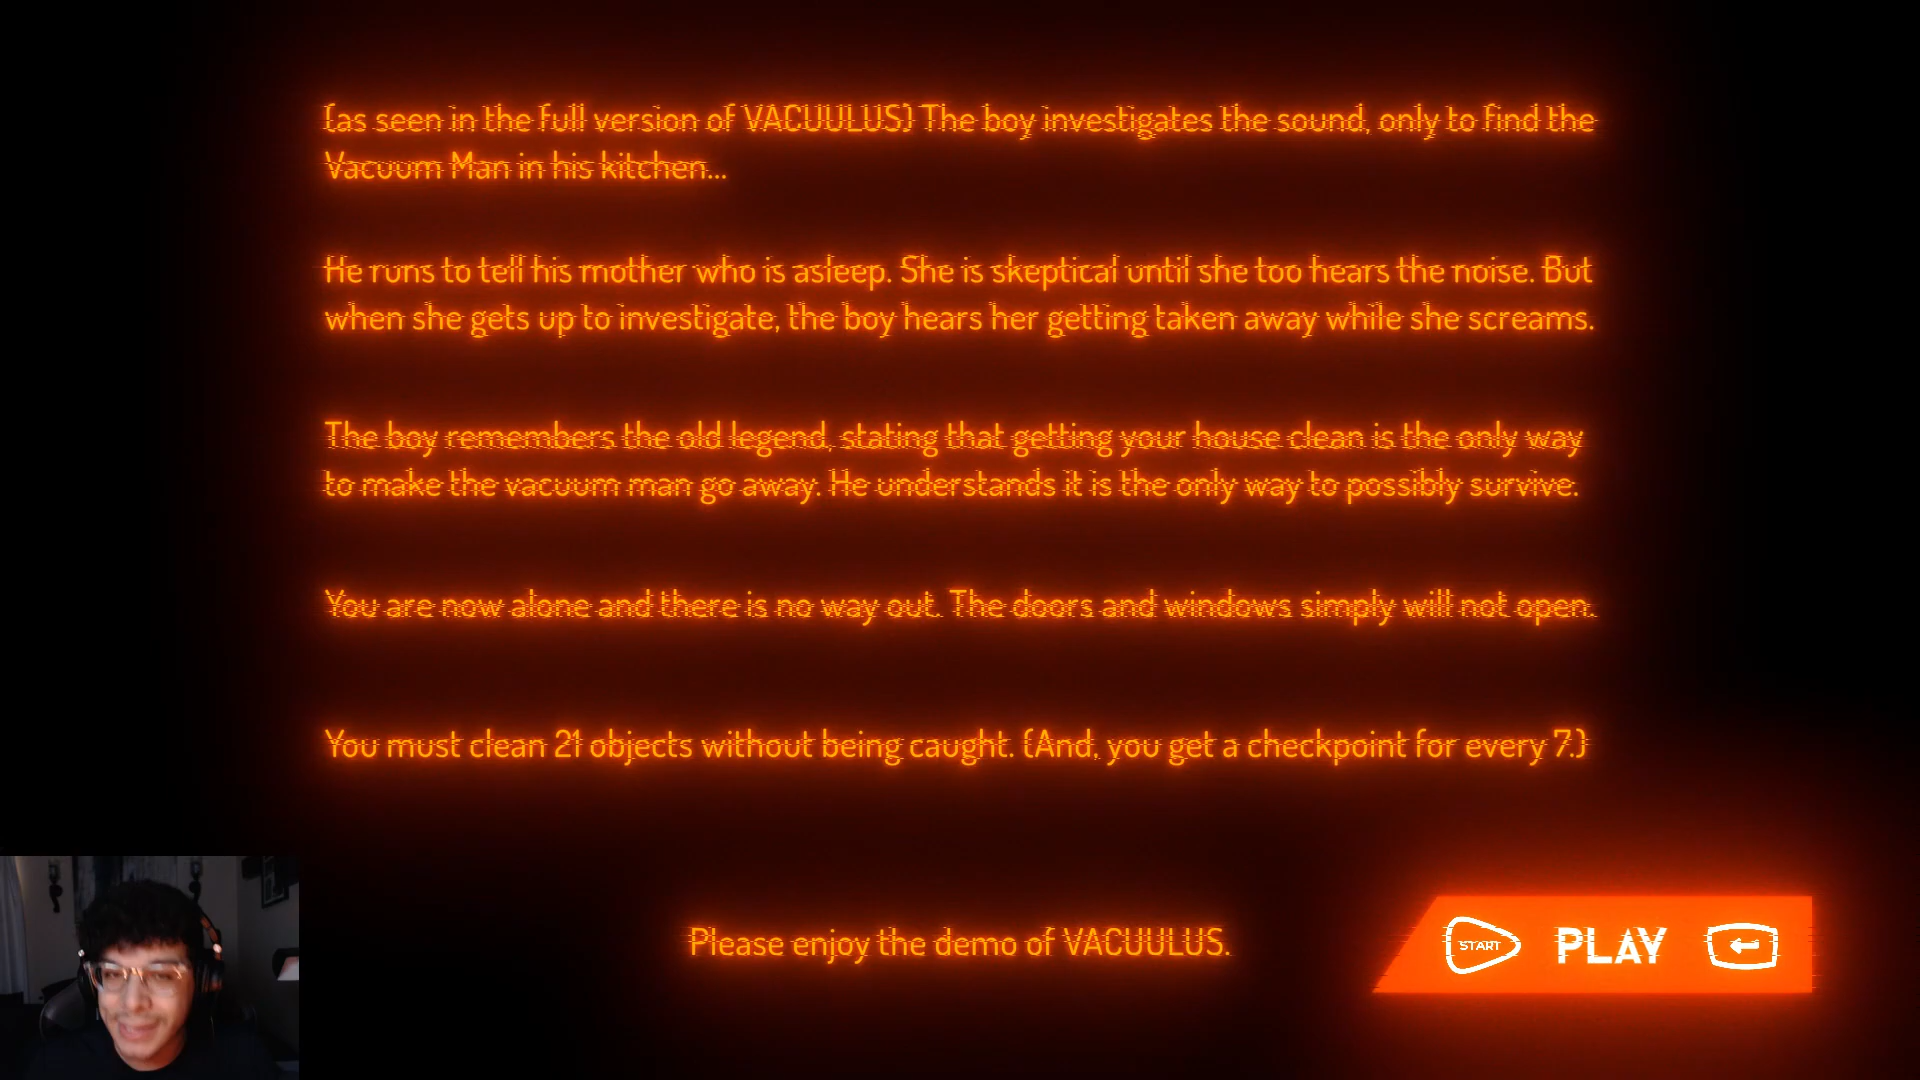 (as seen in the full version of VACUULUS) The boy investigates the sound, only to find the
Vacuum Man in his kitchen...
He runs to tell his mother who is asleep. She is skeptical until she too hears the noise. But
when she gets up to investigate, the boy hears her getting taken away while she screams.
The boy remembers the old legend, stating that getting your house clean is the only way
to make the vacuum man go away. He understands it is the only way to possibly survive.
You are now alone and there is no way out. The doors and windows simply will not open.
You must clean 21 objects without being caught. (And, you get a checkpoint for every 7.)
Please enjoy the demo of VACUULUS.
START PLAY